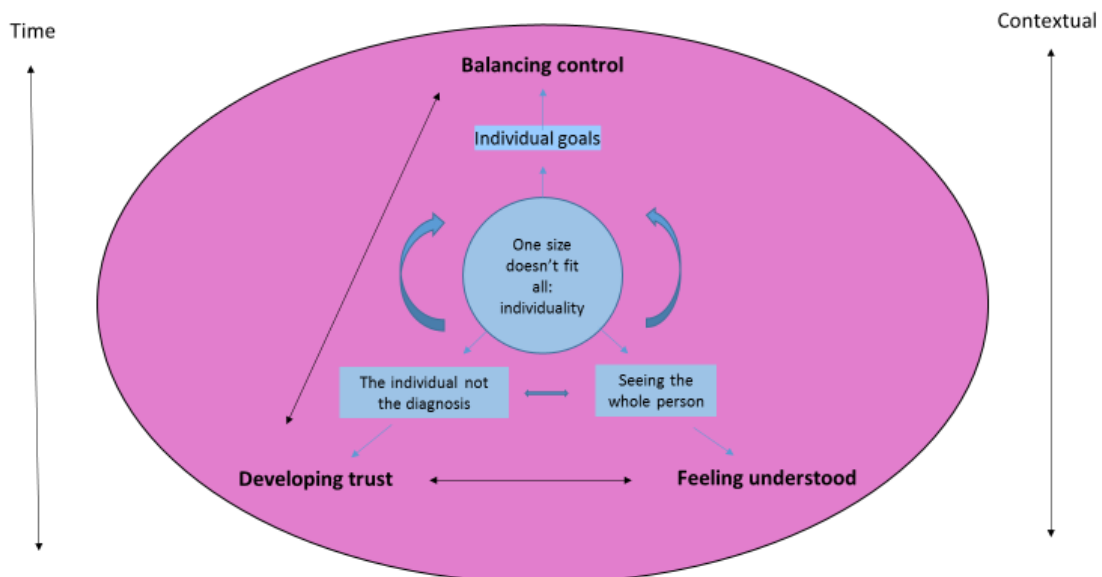 Time
Contextual
Balancing control
Individual goals
One size
doesn't fit
all:
individuality
The individual not
the diagnosis
Seeing the
whole person
Developing trust
Feeling understood